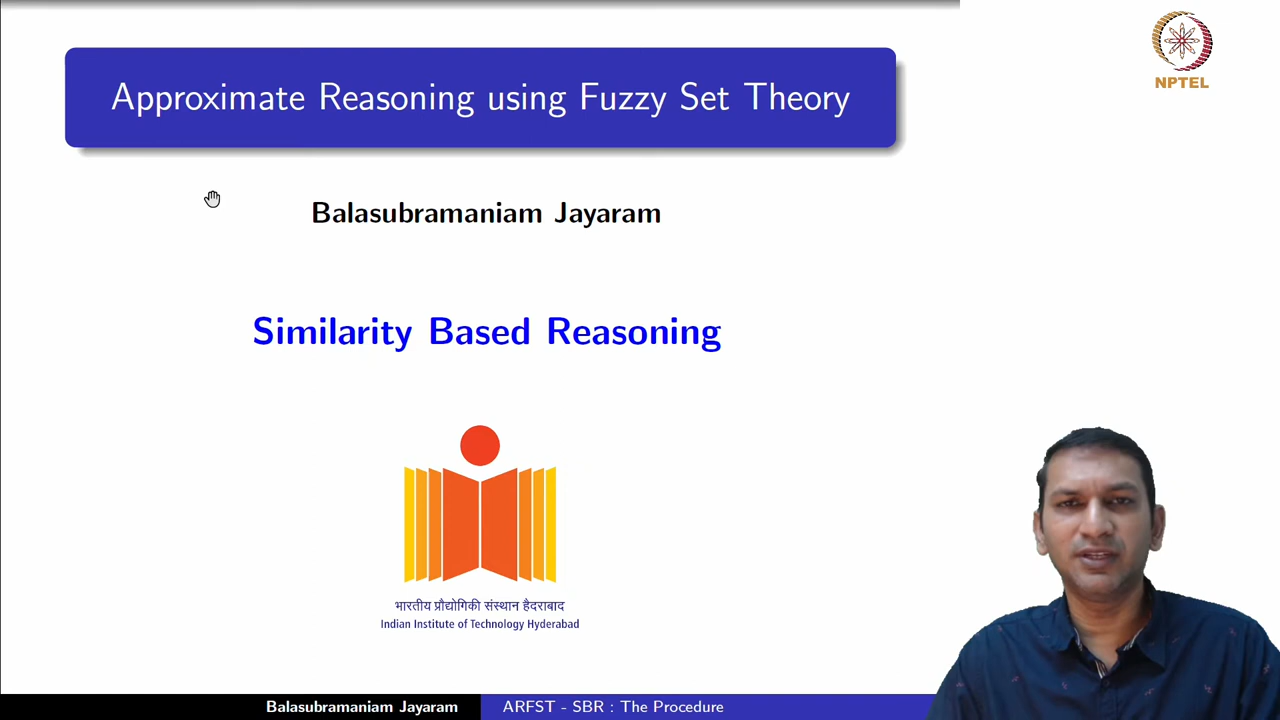 Approximate Reasoning using Fuzzy Set Theory
NPTEL
Balasubramaniam Jayaram
Similarity Based Reasoning
भारतीय प्रौद्योगिकी संस्थान हैदराबाद
Indian Institute of Technology Hyderabad
Balasubramaniam Jayaram
ARFST - SBR : The Procedure